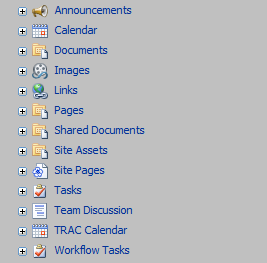 Announcements
Calendar
Documents
Images
Links
Pages
Shared Documents
Site Assets
Site Pages
Tasks
Team Discussion
TRAC Calendar
Workflow Tasks